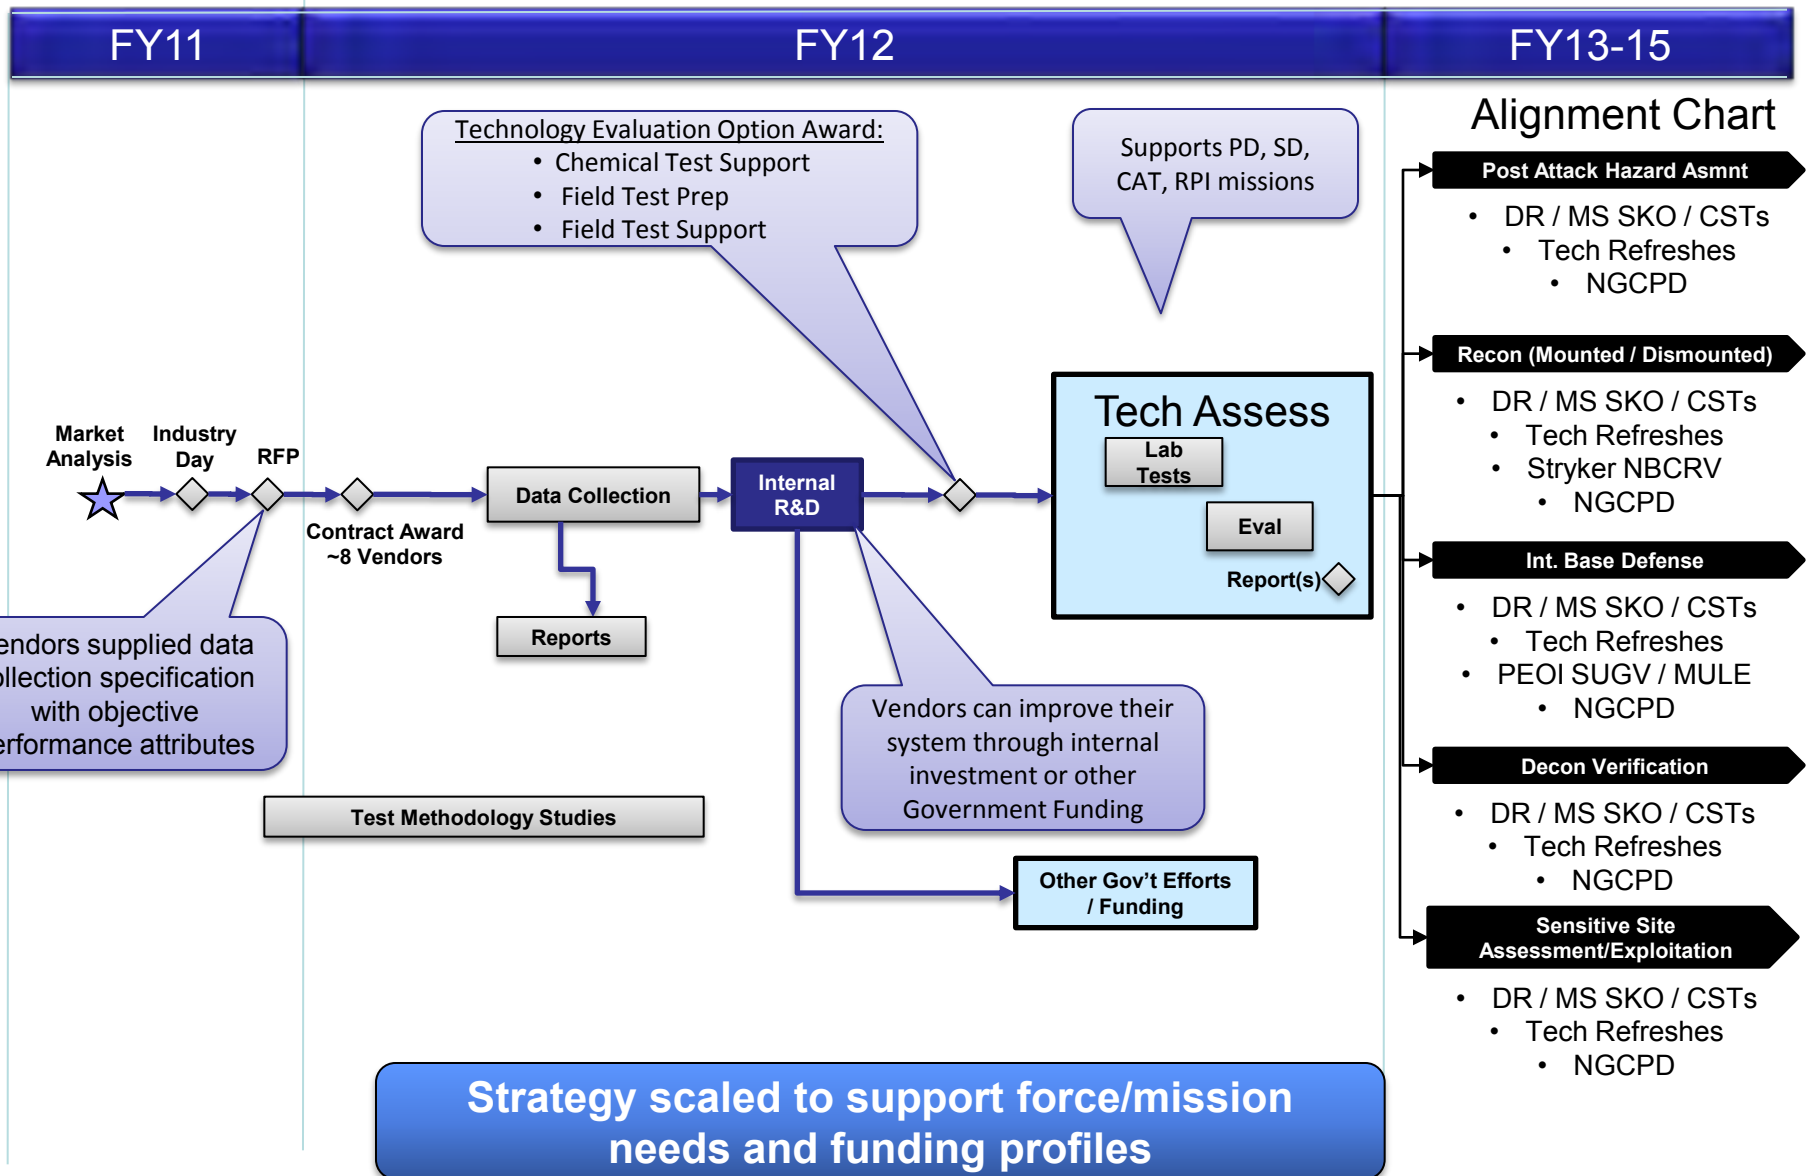 FY11
FY12
FY13-15
Technology Evaluation Option Award:
• Chemical Test Support
• Field Test Prep
• Field Test Support
Supports PD, SD,
CAT, RPI missions
Alignment Chart
Post Attack Hazard Asmnt
• DR / MS SKO / CSTs
• Tech Refreshes
• NGCPD
Recon (Mounted / Dismounted)
• DR / MS SKO / CSTs
• Tech Refreshes
• Stryker NBCRV
• NGCPD
Int. Base Defense
• DR / MS SKO / CSTs
• Tech Refreshes
• PEOI SUGV / MULE
• NGCPD
Decon Verification
• DR / MS SKO / CSTs
• Tech Refreshes
• NGCPD
Sensitive Site
Assessment/Exploitation
• DR / MS SKO / CSTs
• Tech Refreshes
• NGCPD
Market
Analysis
Industry
Day
RFP
Contract Award
~8 Vendors
Data Collection
Reports
Internal
R&D
Tech Assess
Lab
Tests
Eval
Report(s)
endors supplied data
ollection specification
with objective
erformance attributes
Vendors can improve their
system through internal
investment or other
Government Funding
Test Methodology Studies
Other Gov't Efforts
/ Funding
Strategy scaled to support force/mission
needs and funding profiles